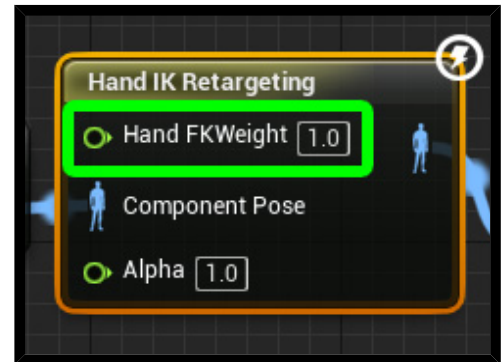 Hand IK Retargeting
Hand FKWeight 1.0
Component Pose
Alpha 1.0